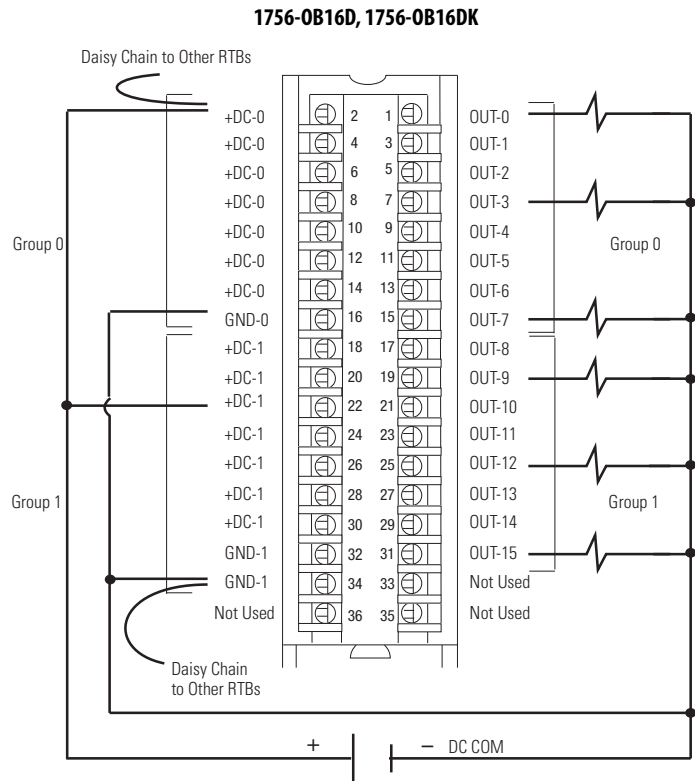 1756-OB16D, 1756-OB16DK
Daisy Chain to Other RTBs
+DC-0 2 1 OUT-0
+DC-0 4 3 OUT-1
+DC-0 6 5 OUT-2
+DC-0 8 7 OUT-3
+DC-0 10 9 OUT-4
Group 0 Group 0
+DC-0 12 11 OUT-5
+DC-0 14 13 OUT-6
GND-0 16 15 OUT-7
+DC-1 18 17 OUT-8
+DC-1 20 19 OUT-9
+DC-1 22 21 OUT-10
+DC-1 24 23 OUT-11
+DC-1 26 25 OUT-12
+DC-1 28 27 OUT-13
Group 1 Group 1
+DC-1 30 29 OUT-14
GND-1 32 31 OUT-15
GND-1 34 33 Not Used
Not Used 36 35 Not Used
Daisy Chain
to Other RTBs
+ – DC COM